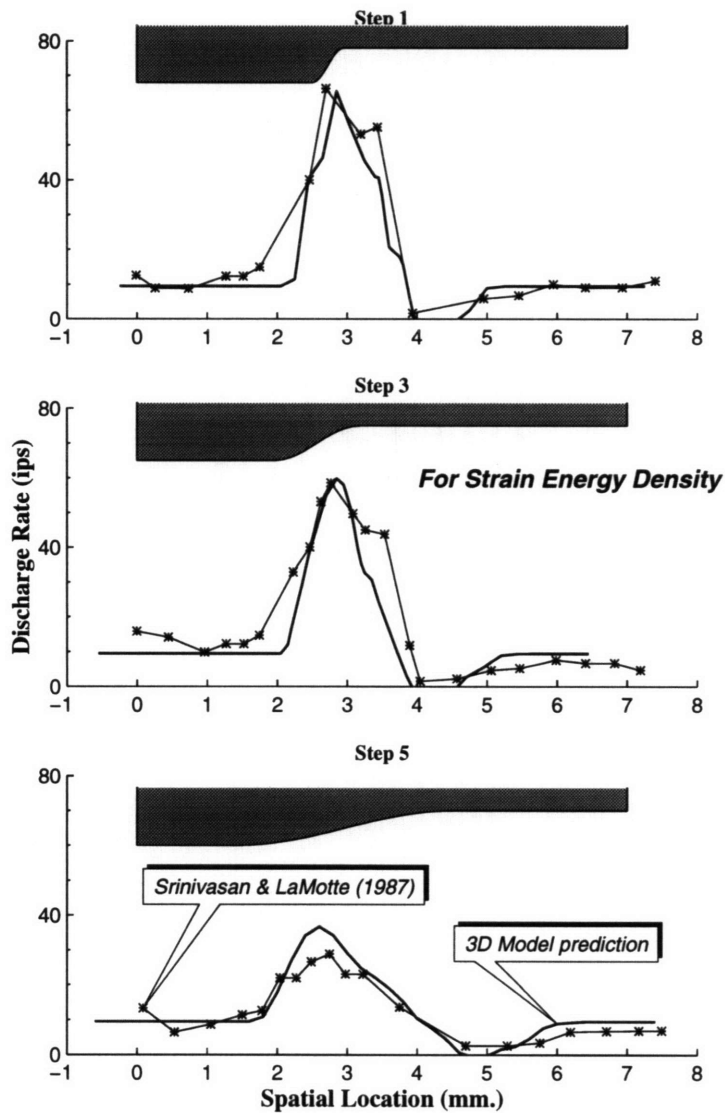 Step 1
80
40
0
−1 0 1 2 3 4 5 6 7 8
Step 3
80
For Strain Energy Density
40
0
−1 0 1 2 3 4 5 6 7 8
Discharge Rate (ips)
Step 5
80
Srinivasan & LaMotte (1987)
40
3D Model prediction
0
−1 0 1 2 3 4 5 6 7 8
Spatial Location (mm.)